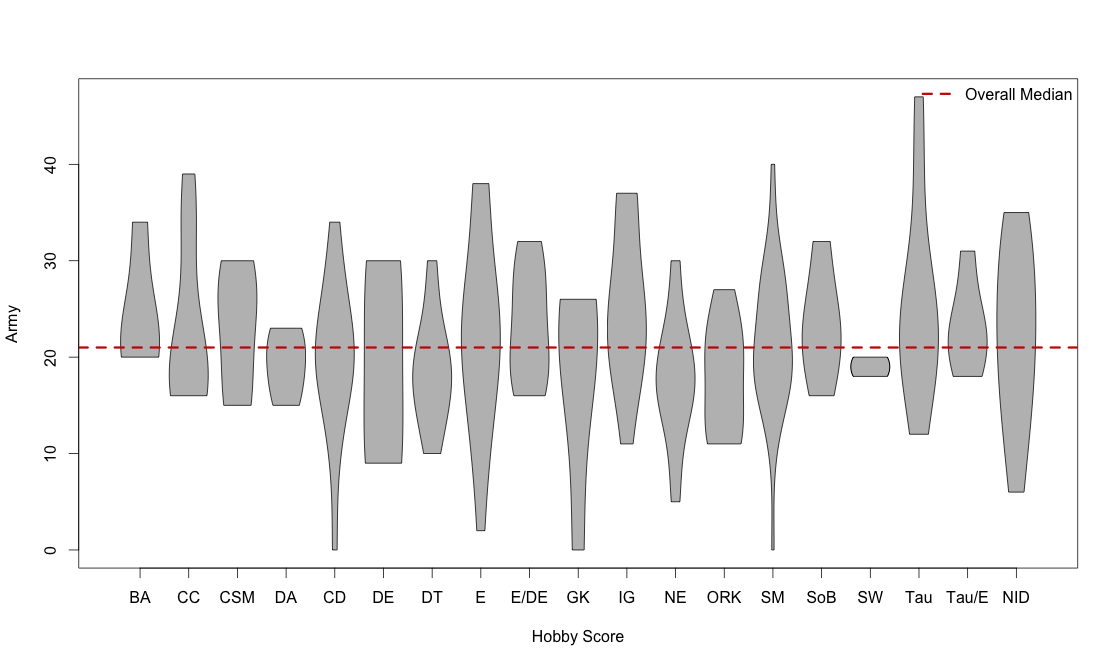 Overall Median
Army
40
30
20
10
0
BA CC CSM DA CD DE DT E E/DE GK IG NE ORK SM SoB SW Tau Tau/E NID
Hobby Score